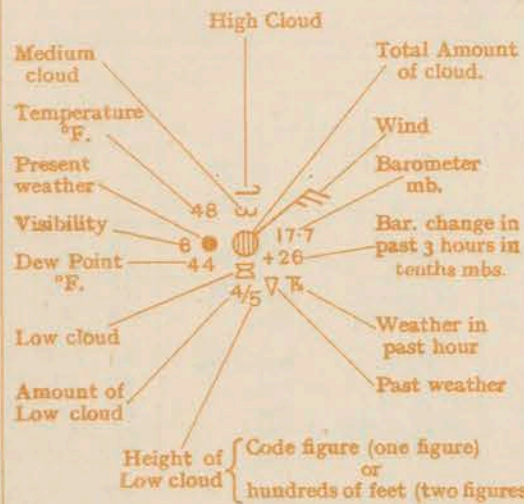 High Cloud
Medium
cloud
Total Amount
of cloud.
Temperature
°F.
Wind
Present
weather
Barometer
mb.
48
Visibility
6
17·7
Bar. change in
past 3 hours in
tenths mbs.
Dew Point
°F.
44
+26
4/5
Low cloud
Weather in
past hour
Amount of
Low cloud
Past weather
Height of
Low cloud
Code figure (one figure)
or
hundreds of feet (two figures